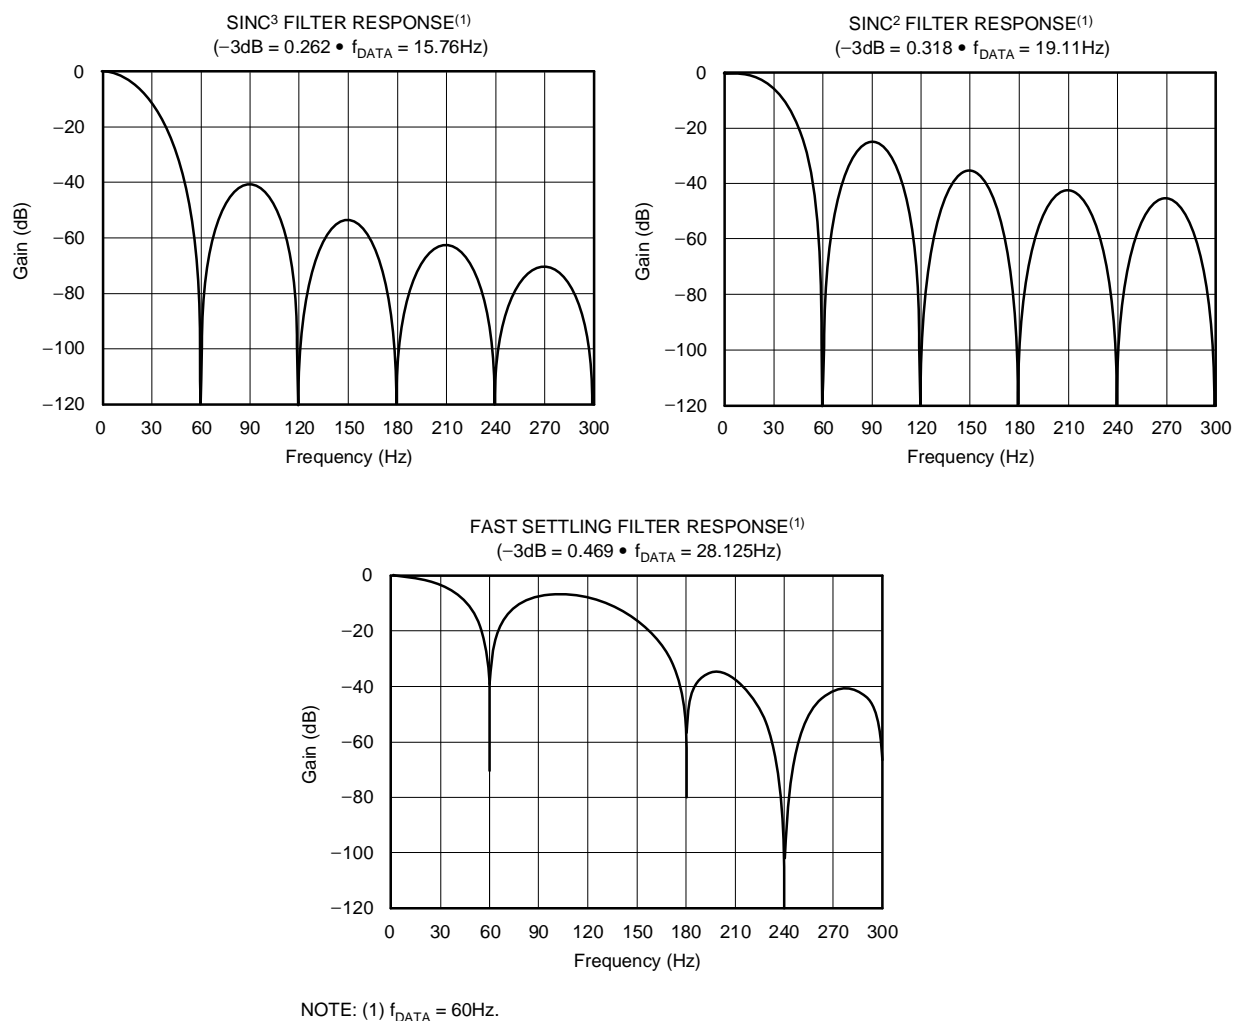 SINC³ FILTER RESPONSE(1)
(−3dB = 0.262 • fDATA = 15.76Hz)
0
−20
−40
−60
−80
−100
−120
Gain (dB)
0 30 60 90 120 150 180 210 240 270 300
Frequency (Hz)
SINC² FILTER RESPONSE(1)
(−3dB = 0.318 • fDATA = 19.11Hz)
0
−20
−40
−60
−80
−100
−120
Gain (dB)
0 30 60 90 120 150 180 210 240 270 300
Frequency (Hz)
FAST SETTLING FILTER RESPONSE(1)
(−3dB = 0.469 • fDATA = 28.125Hz)
0
−20
−40
−60
−80
−100
−120
Gain (dB)
0 30 60 90 120 150 180 210 240 270 300
Frequency (Hz)
NOTE: (1) fDATA = 60Hz.